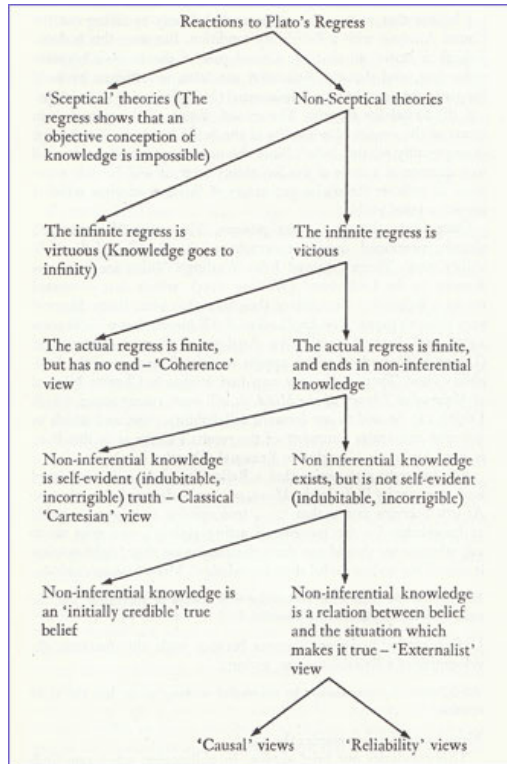 Reactions to Plato's Regress
'Sceptical' theories (The
regress shows that an
objective conception of
knowledge is impossible)
Non-Sceptical theories
The infinite regress is
virtuous (Knowledge goes to
infinity)
The infinite regress is
vicious
The actual regress is finite,
but has no end – 'Coherence'
view
The actual regress is finite,
and ends in non-inferential
knowledge
Non-inferential knowledge
is self-evident (indubitable,
incorrigible) truth – Classical
'Cartesian' view
Non inferential knowledge
exists, but is not self-evident
(indubitable, incorrigible)
Non-inferential knowledge is
an 'initially credible' true
belief
Non-inferential knowledge
is a relation between belief
and the situation which
makes it true – 'Externalist'
view
'Causal' views
'Reliability' views